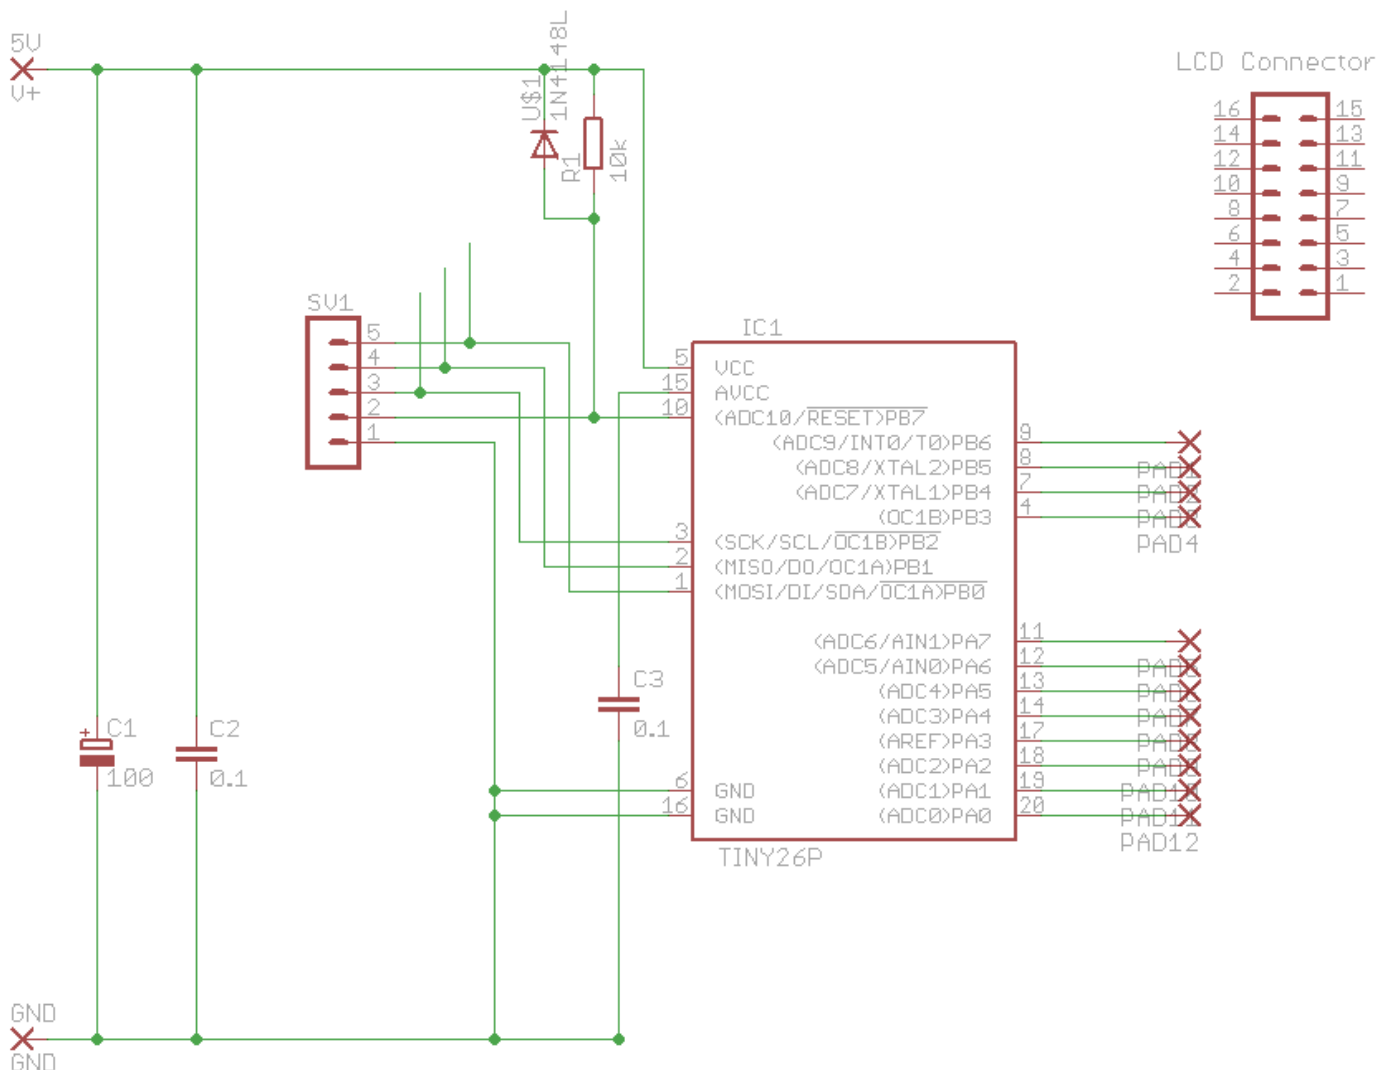 5V
V+
U$1
1N4148L
R1
10k
LCD Connector
16 15
14 13
12 11
10 9
8 7
6 5
4 3
2 1
SV1
5
4
3
2
1
IC1
5 VCC
15 AVCC
10 (ADC10/RESET)PB7
(ADC9/INT0/T0)PB6 9
(ADC8/XTAL2)PB5 8
PAD1
(ADC7/XTAL1)PB4 7
PAD2
(OC1B)PB3 4
PAD3
3 (SCK/SCL/OC1B)PB2
PAD4
2 (MISO/DO/OC1A)PB1
1 (MOSI/DI/SDA/OC1A)PB0
(ADC6/AIN1)PA7 11
(ADC5/AIN0)PA6 12
(ADC4)PA5 13
(ADC3)PA4 14
(AREF)PA3 17
(ADC2)PA2 18
6 GND
(ADC1)PA1 19
PAD10
16 GND
(ADC0)PA0 20
PAD11
PAD12
TINY26P
C3
0.1
+ C1
100
C2
0.1
GND
GND